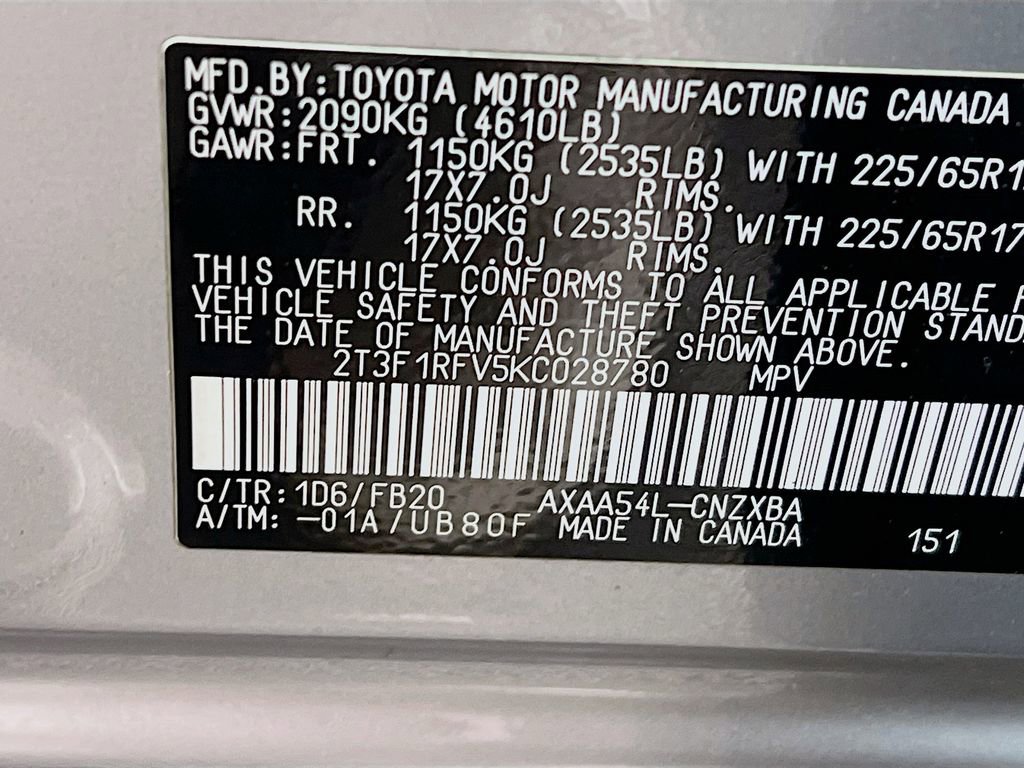 MFD.BY:TOYOTA MOTOR MANUFACTURING CANADA
GVWR:2090KG (4610LB)
GAWR:FRT. 1150KG (2535LB) WITH 225/65R1
17X7.0J RIMS.
RR. 1150KG (2535LB) WITH 225/65R17
17X7.0J RIMS.
THIS VEHICLE CONFORMS TO ALL APPLICABLE
VEHICLE SAFETY AND THEFT PREVENTION STAND
THE DATE OF MANUFACTURE SHOWN ABOVE.
2T3F1RFV5KC028780 MPV
C/TR: 1D6/FB20 AXAA54L-CNZXBA
A/TM: -01A/UB80F MADE IN CANADA 151